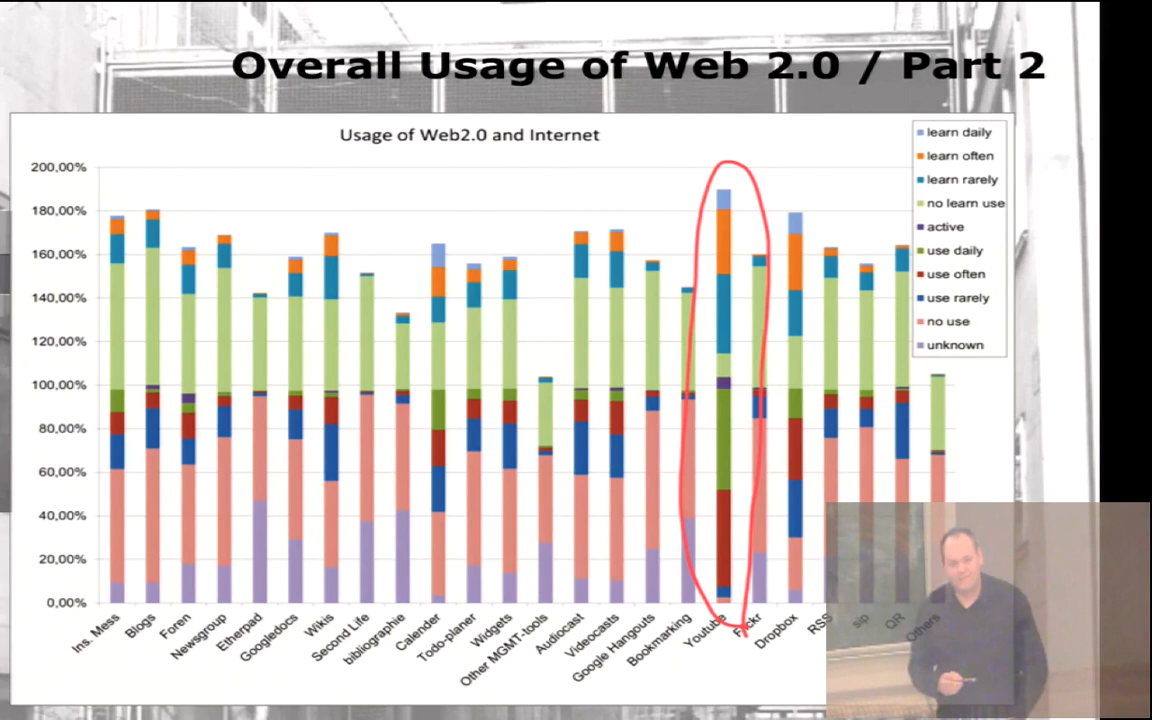 Overall Usage of Web 2.0 / Part 2
Usage of Web2.0 and Internet
learn daily
learn often
learn rarely
no learn use
active
use daily
use often
use rarely
no use
unknown
200,00%
180,00%
160,00%
140,00%
120,00%
100,00%
80,00%
60,00%
40,00%
20,00%
0,00%
Ins. Mess
Blogs
Foren
Newsgroup
Etherpad
Googledocs
Wikis
Second Life
bibliographie
Calender
Todo-planer
Widgets
Other MGMT-tools
Audiocast
Videocasts
Google Hangouts
Bookmarking
Youtube
Flickr
Dropbox
RSS
sip
QR
Others